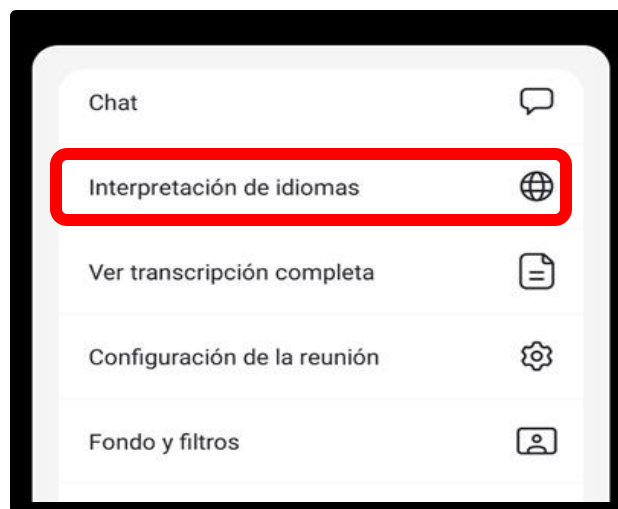 Chat
Interpretación de idiomas
Ver transcripción completa
Configuración de la reunión
Fondo y filtros